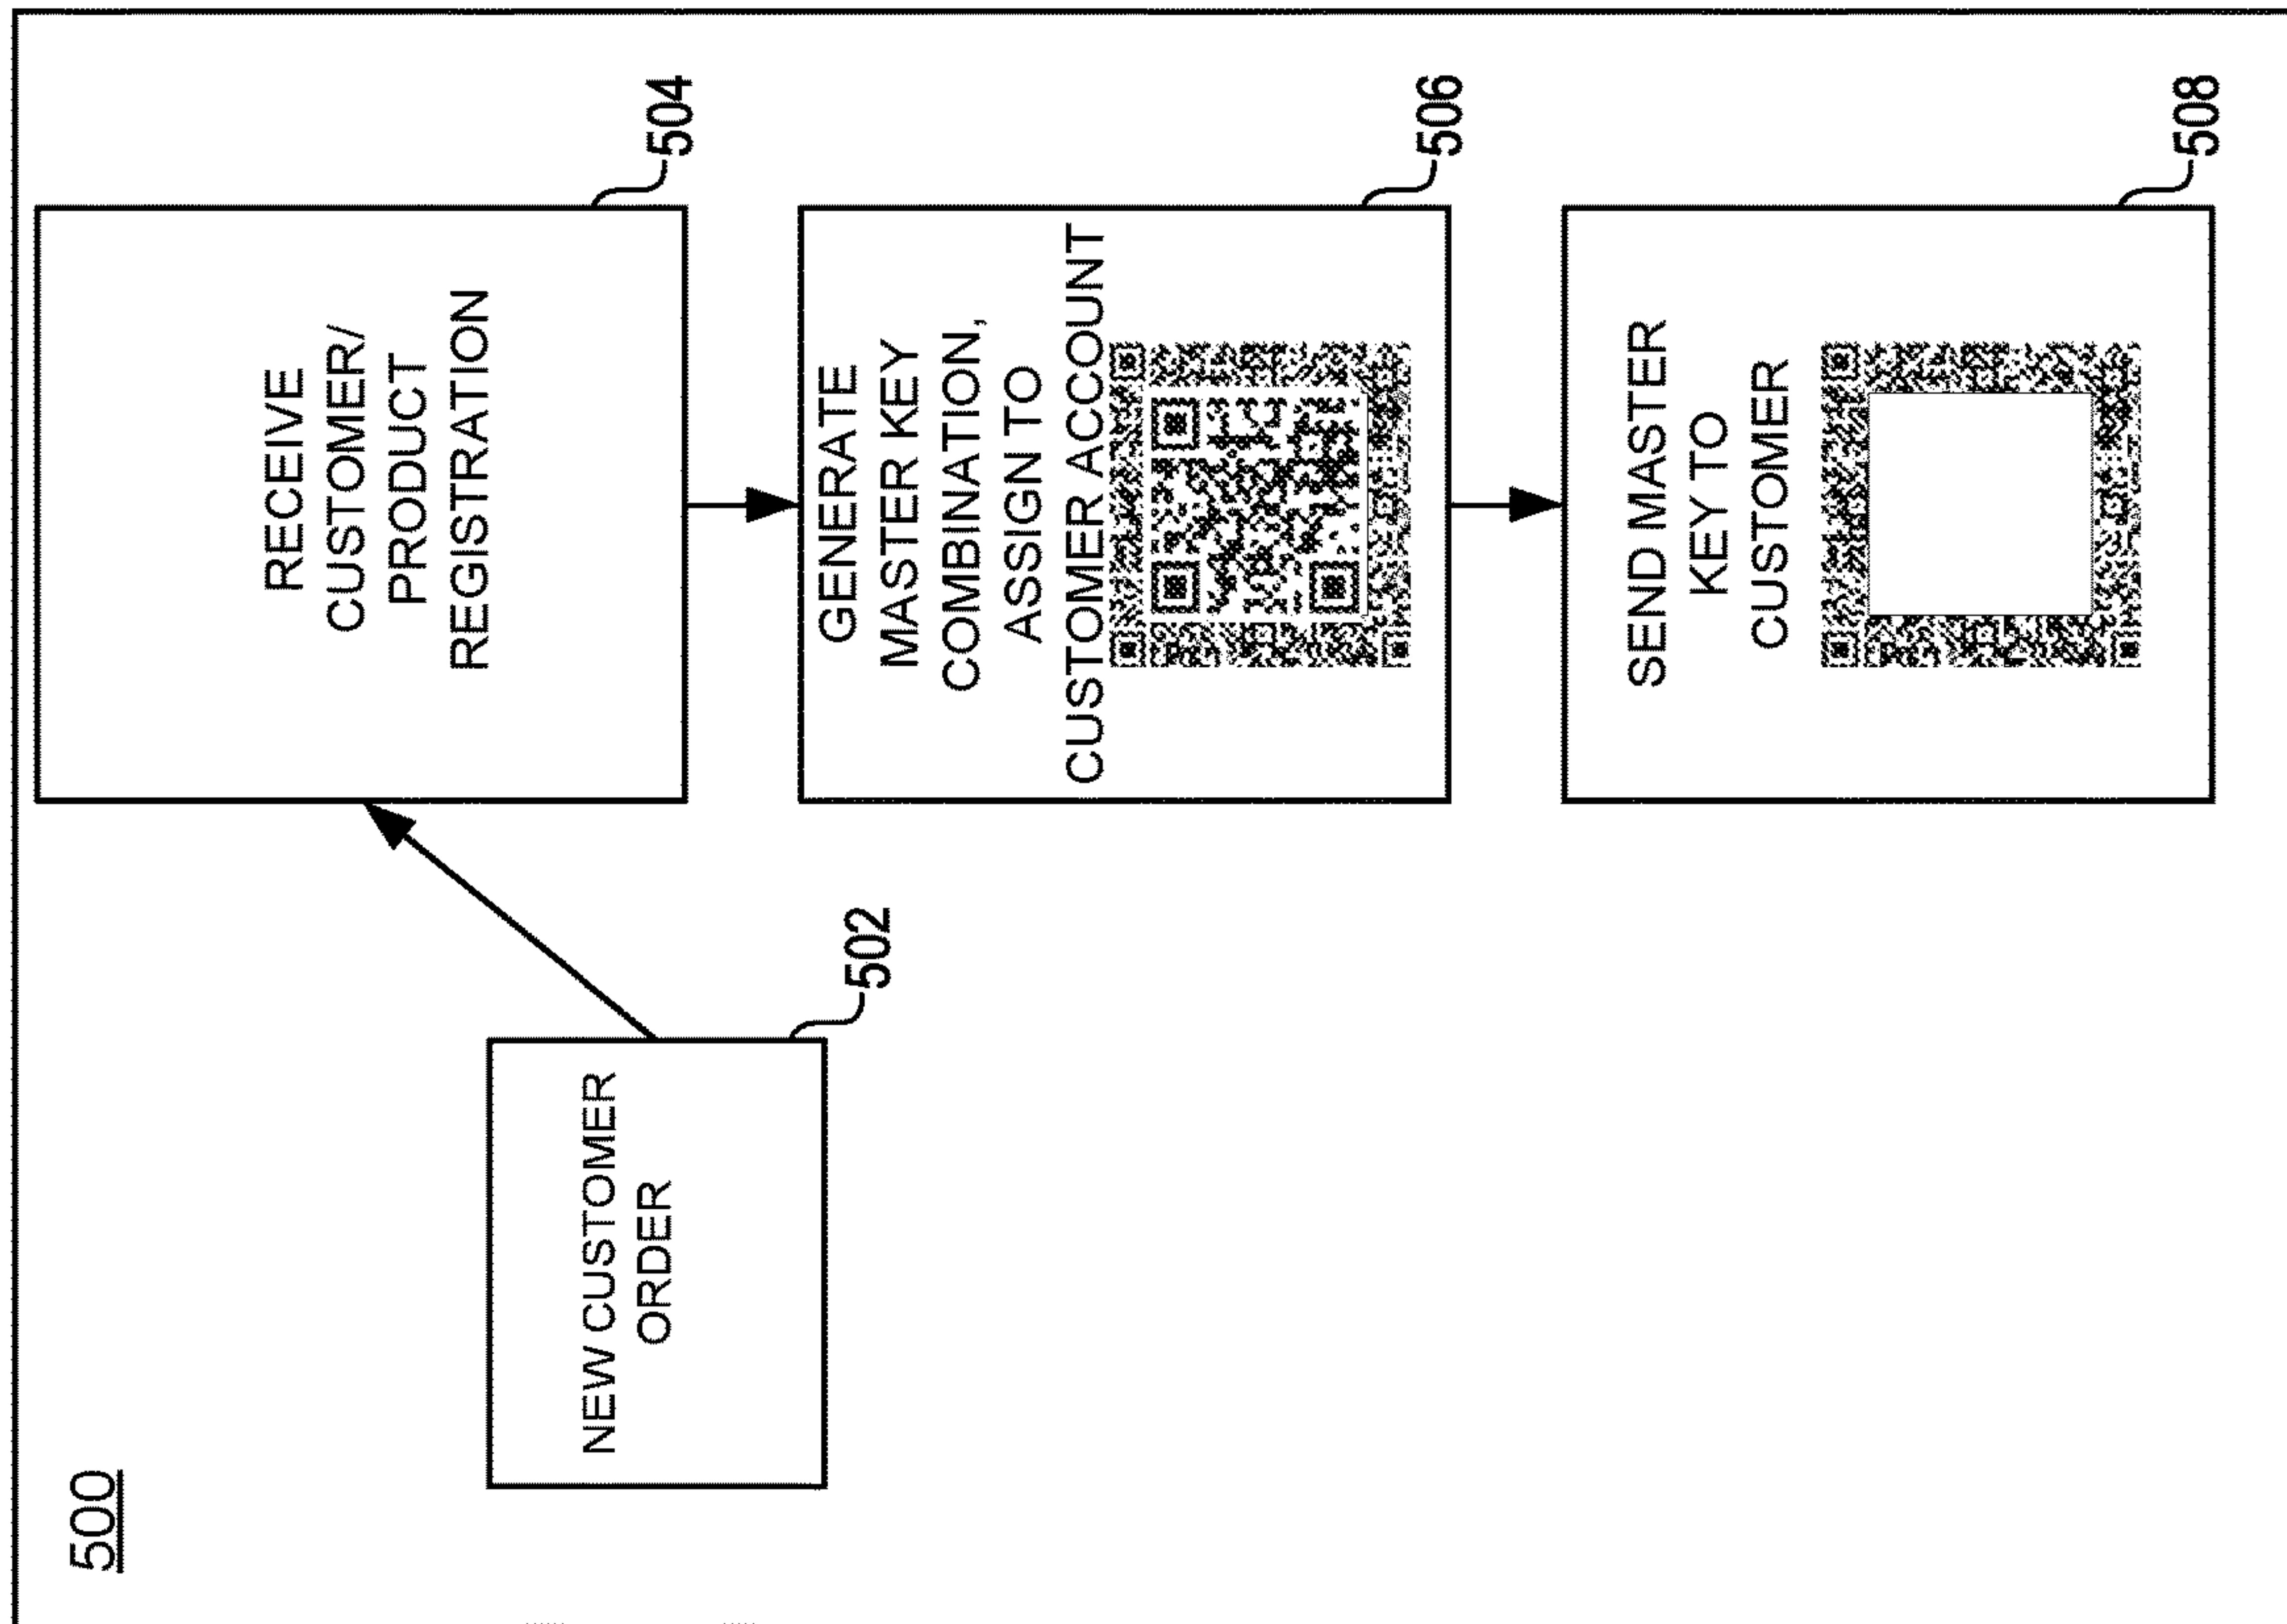 500
NEW CUSTOMER
ORDER
502
RECEIVE
CUSTOMER/
PRODUCT
REGISTRATION
504
GENERATE
MASTER KEY
COMBINATION,
ASSIGN TO
CUSTOMER ACCOUNT
506
SEND MASTER
KEY TO
CUSTOMER
508